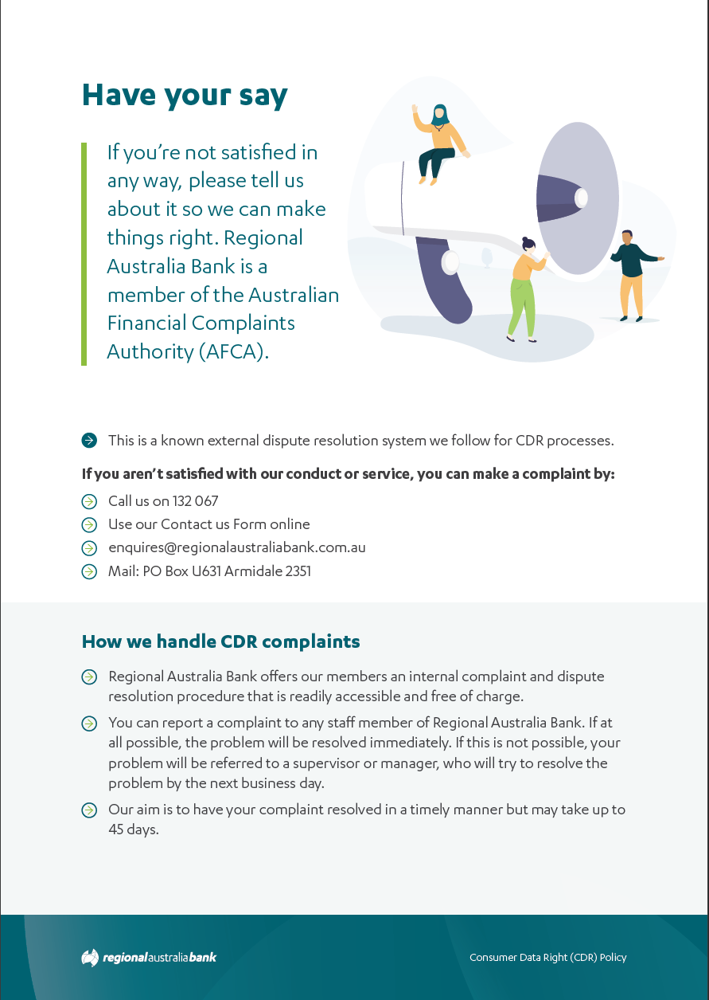 Have your say
If you’re not satisfied in
any way, please tell us
about it so we can make
things right. Regional
Australia Bank is a
member of the Australian
Financial Complaints
Authority (AFCA).
This is a known external dispute resolution system we follow for CDR processes.
If you aren’t satisfied with our conduct or service, you can make a complaint by:
Call us on 132 067
Use our Contact us Form online
enquires@regionalaustraliabank.com.au
Mail: PO Box U631 Armidale 2351
How we handle CDR complaints
Regional Australia Bank offers our members an internal complaint and dispute
resolution procedure that is readily accessible and free of charge.
You can report a complaint to any staff member of Regional Australia Bank. If at
all possible, the problem will be resolved immediately. If this is not possible, your
problem will be referred to a supervisor or manager, who will try to resolve the
problem by the next business day.
Our aim is to have your complaint resolved in a timely manner but may take up to
45 days.
regionalaustraliabank
Consumer Data Right (CDR) Policy